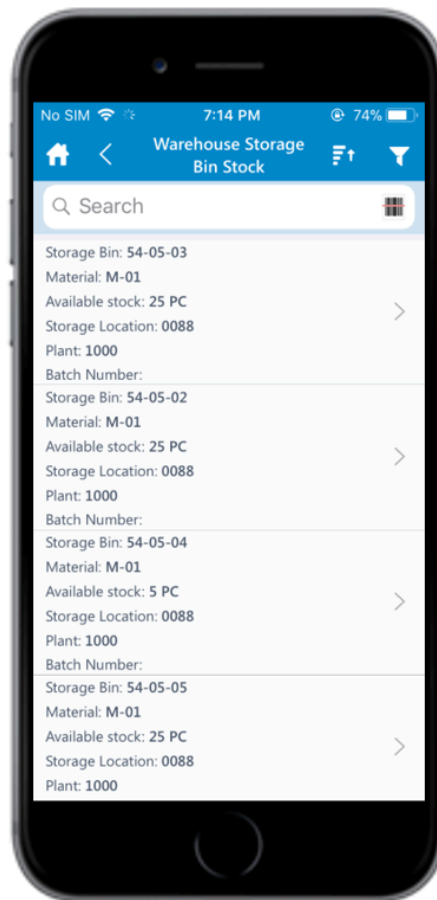 No SIM 7:14 PM 74%
Warehouse Storage
Bin Stock
Search
Storage Bin: 54-05-03
Material: M-01
Available stock: 25 PC
Storage Location: 0088
Plant: 1000
Batch Number:
Storage Bin: 54-05-02
Material: M-01
Available stock: 25 PC
Storage Location: 0088
Plant: 1000
Batch Number:
Storage Bin: 54-05-04
Material: M-01
Available stock: 5 PC
Storage Location: 0088
Plant: 1000
Batch Number:
Storage Bin: 54-05-05
Material: M-01
Available stock: 25 PC
Storage Location: 0088
Plant: 1000